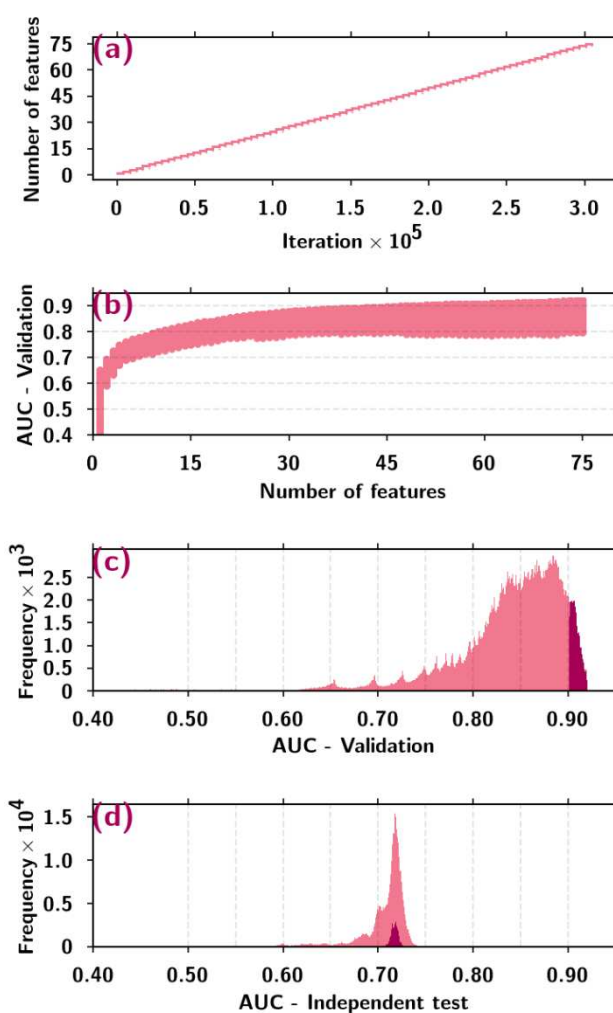 (a)
Number of features
75
60
45
30
15
0
0 0.5 1.0 1.5 2.0 2.5 3.0
Iteration × 10^5
(b)
AUC - Validation
0.9
0.8
0.7
0.6
0.5
0.4
0 15 30 45 60 75
Number of features
(c)
Frequency × 10^3
2.5
2.0
1.5
1.0
0.5
0
0.40 0.50 0.60 0.70 0.80 0.90
AUC - Validation
(d)
Frequency × 10^4
1.5
1.0
0.5
0
0.40 0.50 0.60 0.70 0.80 0.90
AUC - Independent test